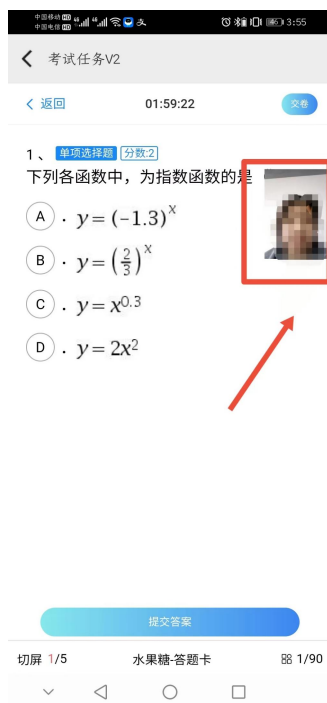 中国移动 HD
中国电信 HD
3:55
考试任务V2
返回
01:59:22
交卷
1、 单项选择题 分数:2
下列各函数中，为指数函数的是
A . y = (−1.3)^x
B . y = (2/3)^x
C . y = x^0.3
D . y = 2x^2
提交答案
切屏 1/5
水果糖-答题卡
1/90